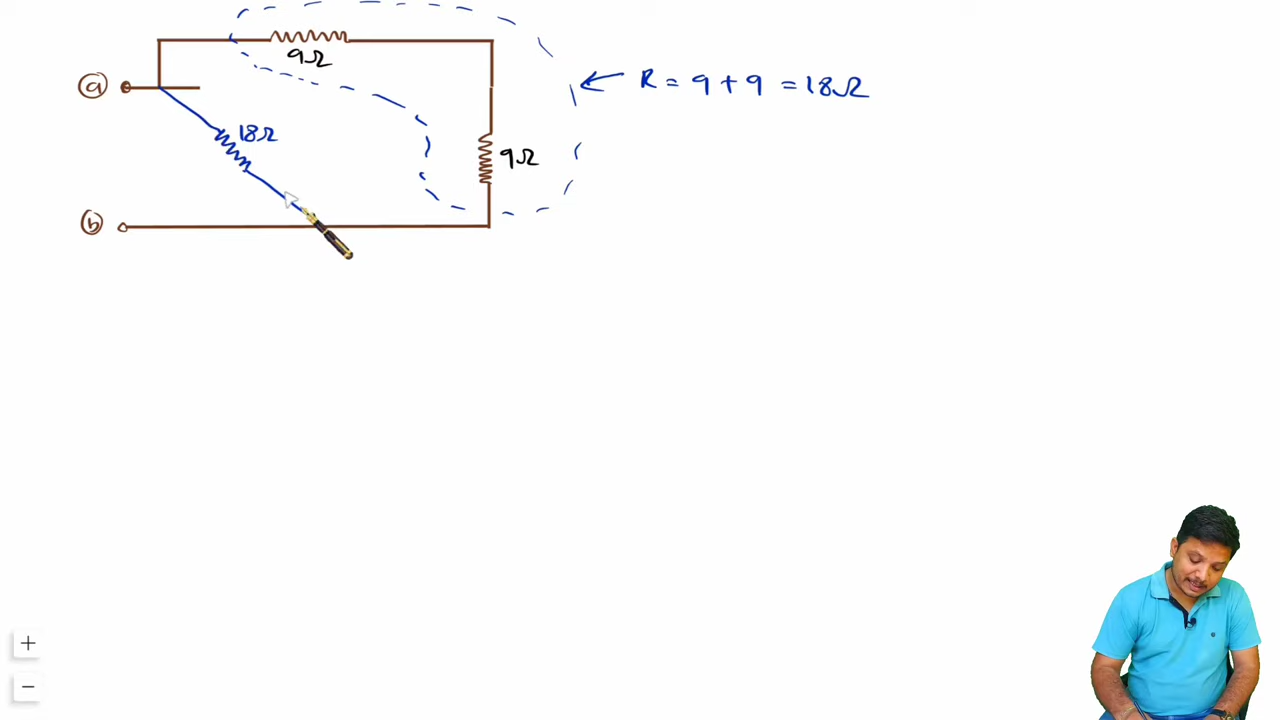 9Ω
ⓐ
R = 9 + 9 = 18Ω
18Ω
9Ω
ⓑ
+
−